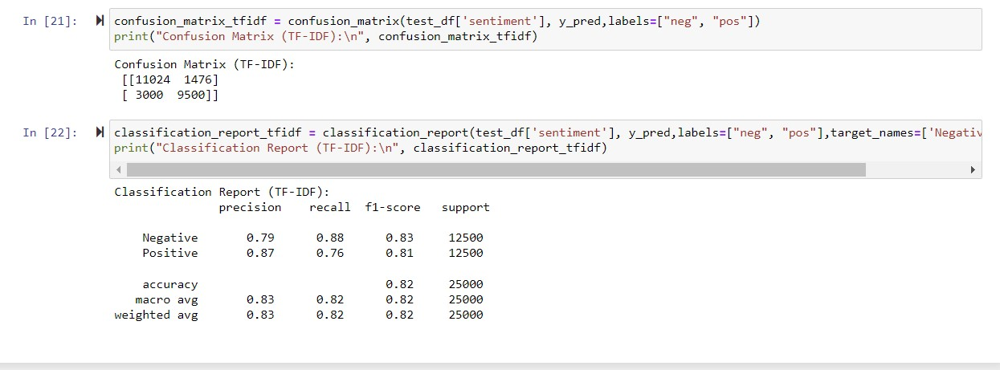 In [21]: confusion_matrix_tfidf = confusion_matrix(test_df['sentiment'], y_pred,labels=["neg", "pos"])
print("Confusion Matrix (TF-IDF):\n", confusion_matrix_tfidf)
Confusion Matrix (TF-IDF):
[[11024 1476]
[ 3000 9500]]
In [22]: classification_report_tfidf = classification_report(test_df['sentiment'], y_pred,labels=["neg", "pos"],target_names=['Negativ
print("Classification Report (TF-IDF):\n", classification_report_tfidf)
Classification Report (TF-IDF):
precision recall f1-score support
Negative 0.79 0.88 0.83 12500
Positive 0.87 0.76 0.81 12500
accuracy 0.82 25000
macro avg 0.83 0.82 0.82 25000
weighted avg 0.83 0.82 0.82 25000